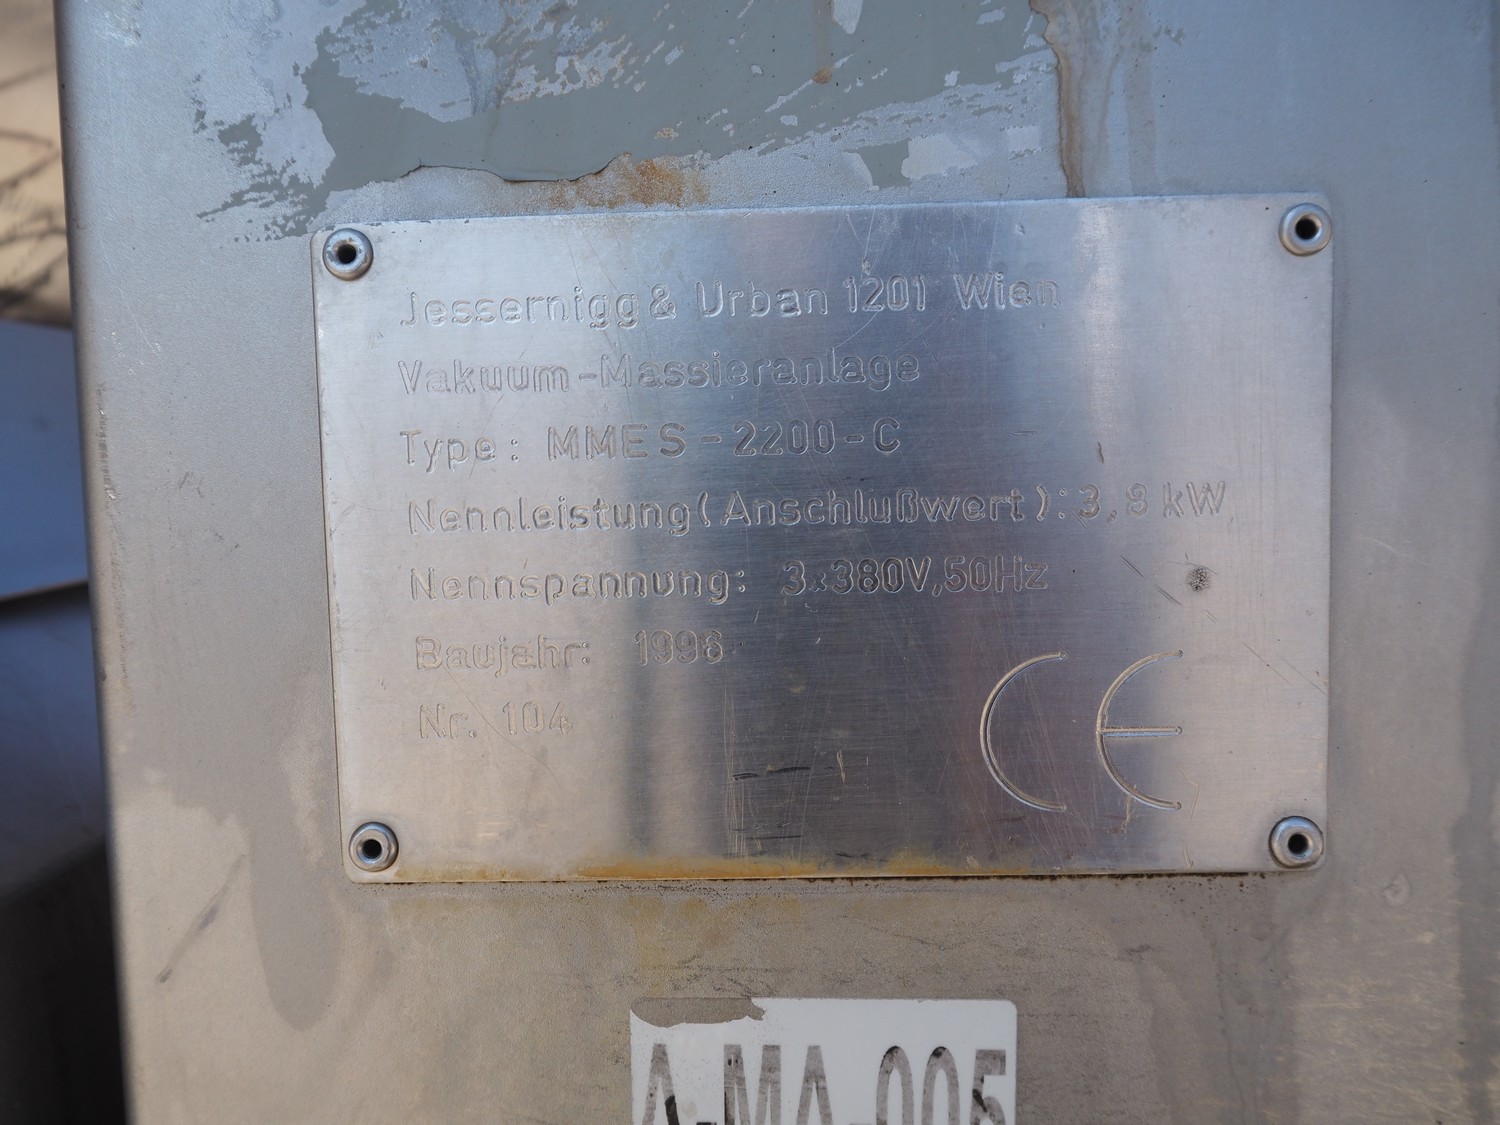 Jessernigg & Urban 1201 Wien
Vakuum-Massieranlage
Type: MMES-2200-C
Nennleistung (Anschlußwert): 3,8 kW
Nennspannung: 3x380V,50Hz
Baujahr: 1996
Nr. 104
CE
A-MA-005